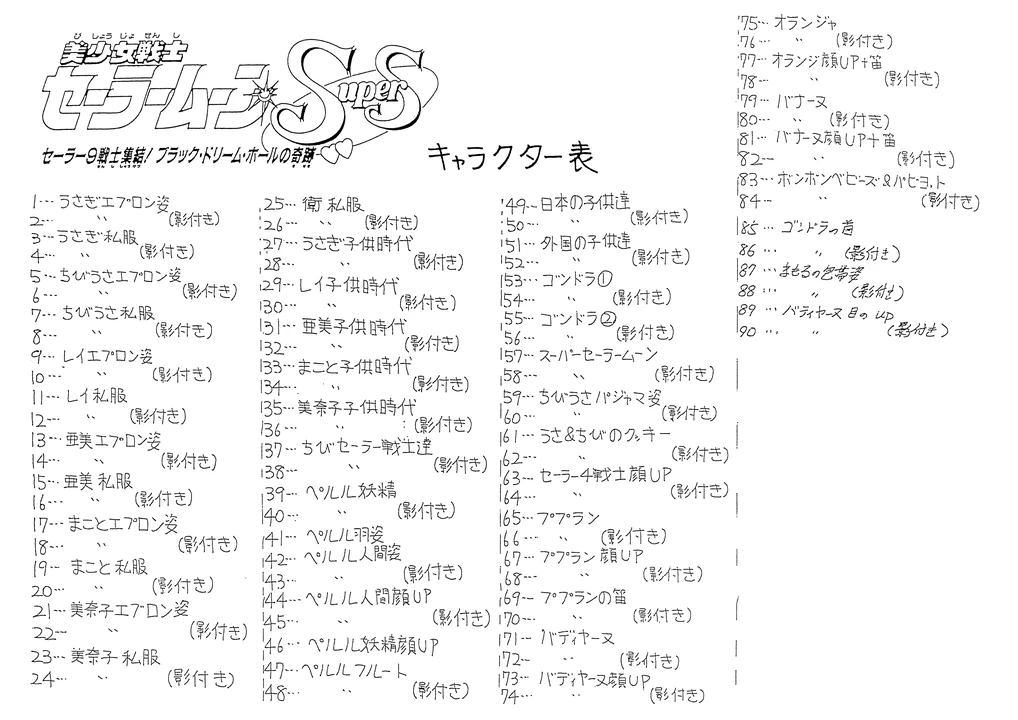 美少女戦士
びしょうじょせんし
セーラームーン SuperS
セーラー9戦士集結!ブラック・ドリーム・ホールの奇跡
キャラクター表
1… うさぎエプロン姿
2… 〃 (影付き)
3… うさぎ私服
4… 〃 (影付き)
5… ちびうさエプロン姿
6… 〃 (影付き)
7… ちびうさ私服
8… 〃 (影付き)
9… レイエプロン姿
10… 〃 (影付き)
11… レイ私服
12… 〃 (影付き)
13… 亜美エプロン姿
14… 〃 (影付き)
15… 亜美私服
16… 〃 (影付き)
17… まことエプロン姿
18… 〃 (影付き)
19… まこと私服
20… 〃 (影付き)
21… 美奈子エプロン姿
22… 〃 (影付き)
23… 美奈子私服
24… 〃 (影付き)
25… 衛私服
26… 〃 (影付き)
27… うさぎ子供時代
28… 〃 (影付き)
29… レイ子供時代
30… 〃 (影付き)
31… 亜美子供時代
32… 〃 (影付き)
33… まこと子供時代
34… 〃 (影付き)
35… 美奈子子供時代
36… 〃 (影付き)
37… ちびセーラー戦士達
38… 〃 (影付き)
39… ペルル妖精
40… 〃 (影付き)
41… ペルル羽姿
42… ペルル人間姿
43… 〃 (影付き)
44… ペルル人間顔UP
45… 〃 (影付き)
46… ペルル妖精顔UP
47… ペルルフルート
48… 〃 (影付き)
49… 日本の子供達
50… 〃 (影付き)
51… 外国の子供達
52… 〃 (影付き)
53… ゴンドラ①
54… 〃 (影付き)
55… ゴンドラ②
56… 〃 (影付き)
57… スーパーセーラームーン
58… 〃 (影付き)
59… ちびうさパジャマ姿
60… 〃 (影付き)
61… うさ&ちびのクッキー
62… 〃 (影付き)
63… セーラー4戦士顔UP
64… 〃 (影付き)
65… ププラン
66… 〃 (影付き)
67… ププラン顔UP
68… 〃 (影付き)
69… ププランの笛
70… 〃 (影付き)
71… バディヤーヌ
72… 〃 (影付き)
73… バディヤーヌ顔UP
74… 〃 (影付き)
75… オランジャ
76… 〃 (影付き)
77… オランジ顔UP+笛
78… 〃 (影付き)
79… バナーヌ
80… 〃 (影付き)
81… バナーヌ顔UP+笛
82… 〃 (影付き)
83… ボンボンベビーズ&パピヨット
84… 〃 (影付き)
85… ゴンドラの首
86… 〃 (影付き)
87… まもるの包帯姿
88… 〃 (影付き)
89… バディヤーヌ目のUP
90… 〃 (影付き)